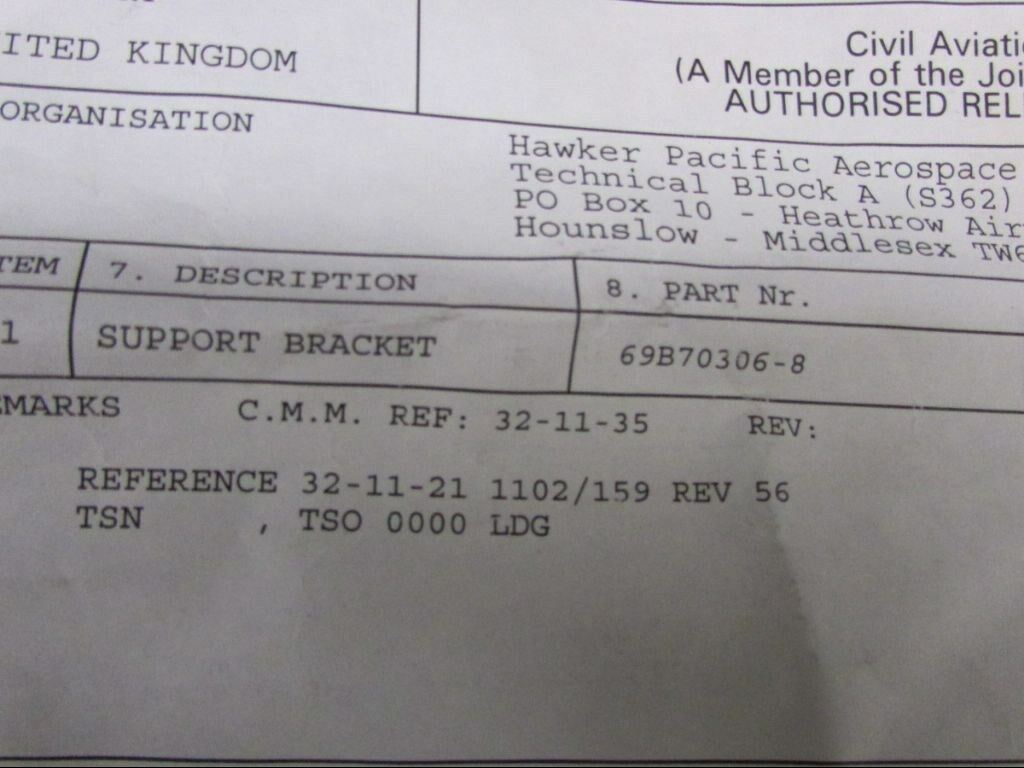 ITED KINGDOM
Civil Aviati
(A Member of the Joi
AUTHORISED REL
ORGANISATION
Hawker Pacific Aerospace
Technical Block A (S362)
PO Box 10 - Heathrow Air
Hounslow - Middlesex TW6
TEM 7. DESCRIPTION 8. PART Nr.
1 SUPPORT BRACKET 69B70306-8
MARKS C.M.M. REF: 32-11-35 REV:
REFERENCE 32-11-21 1102/159 REV 56
TSN , TSO 0000 LDG